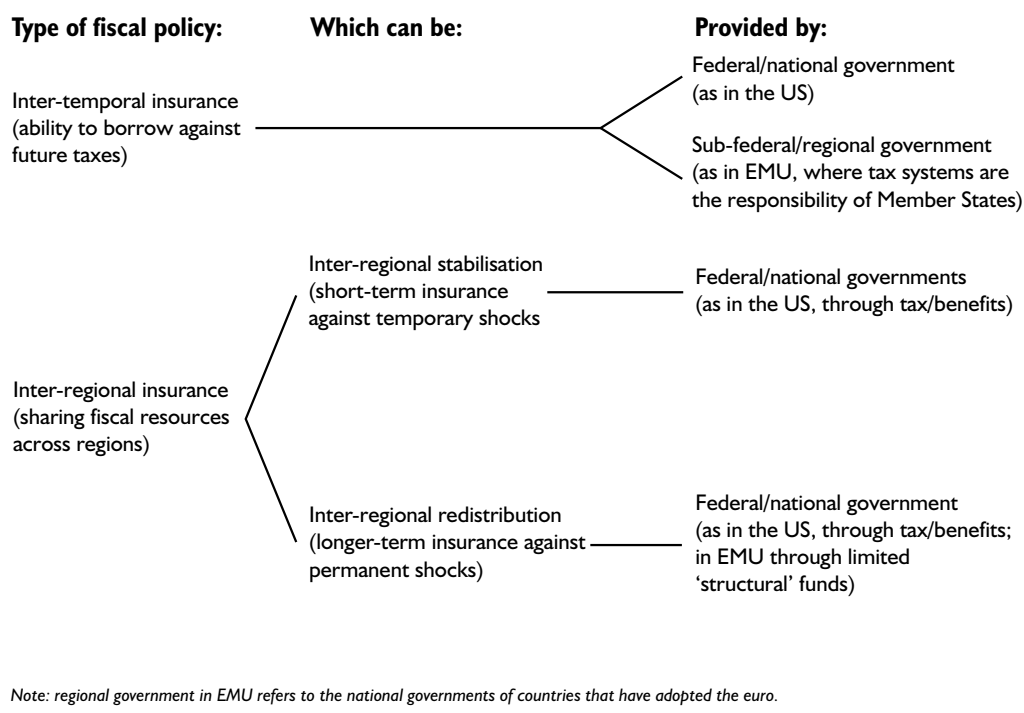 Type of fiscal policy:
Which can be:
Provided by:
Inter-temporal insurance
(ability to borrow against
future taxes)
Federal/national government
(as in the US)
Sub-federal/regional government
(as in EMU, where tax systems are
the responsibility of Member States)
Inter-regional insurance
(sharing fiscal resources
across regions)
Inter-regional stabilisation
(short-term insurance
against temporary shocks
Federal/national governments
(as in the US, through tax/benefits)
Inter-regional redistribution
(longer-term insurance against
permanent shocks)
Federal/national government
(as in the US, through tax/benefits;
in EMU through limited
‘structural’ funds)
Note: regional government in EMU refers to the national governments of countries that have adopted the euro.